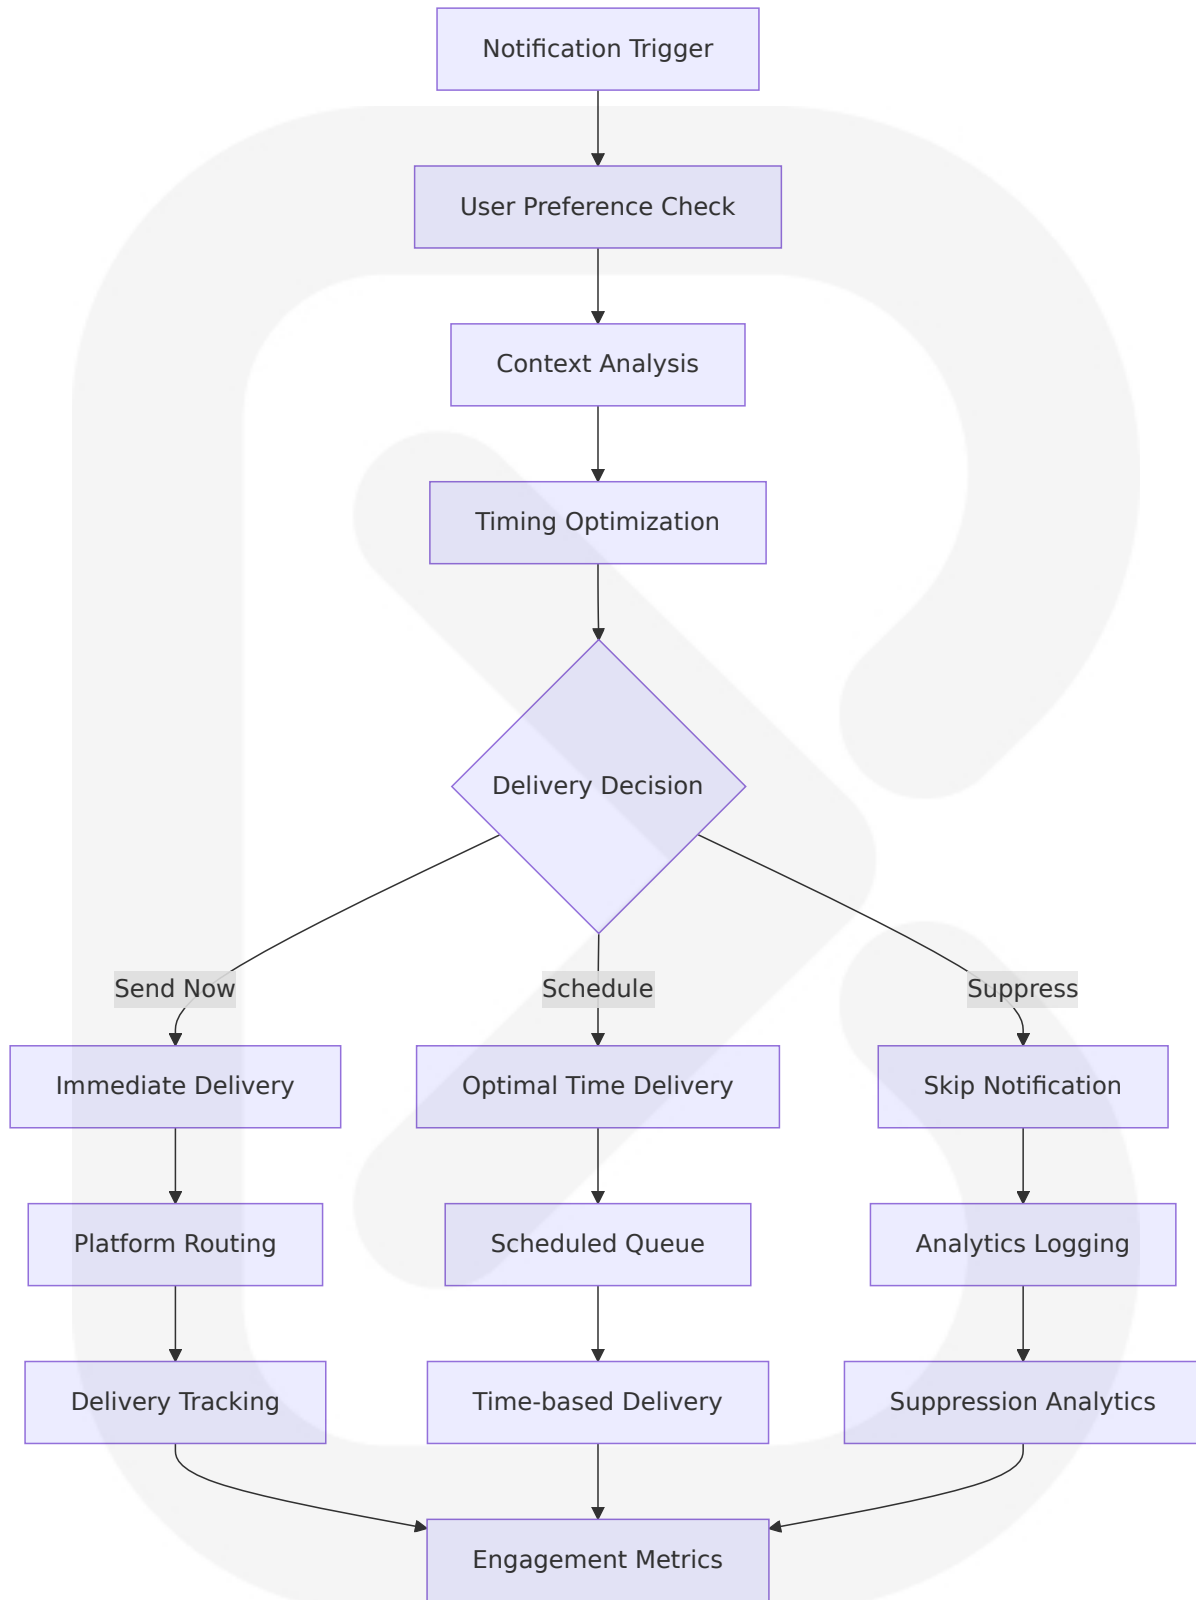 Notification Trigger
User Preference Check
Context Analysis
Timing Optimization
Delivery Decision
Send Now
Schedule
Suppress
Immediate Delivery
Optimal Time Delivery
Skip Notification
Platform Routing
Scheduled Queue
Analytics Logging
Delivery Tracking
Time-based Delivery
Suppression Analytics
Engagement Metrics